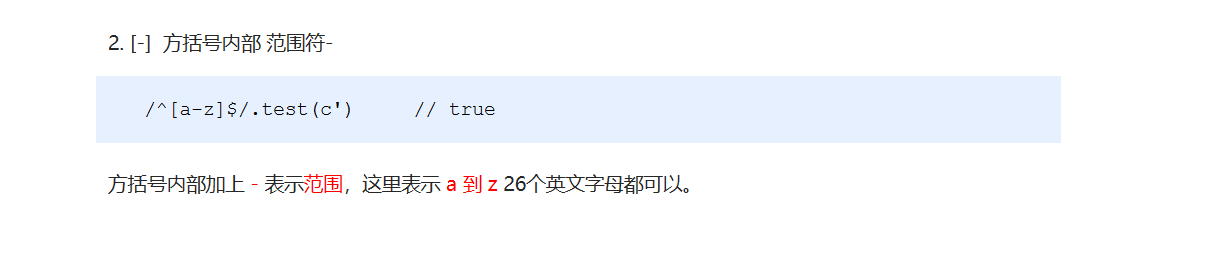 2. [-] 方括号内部 范围符-
/^[a-z]$/.test(c') // true
方括号内部加上 - 表示范围，这里表示 a 到 z 26个英文字母都可以。